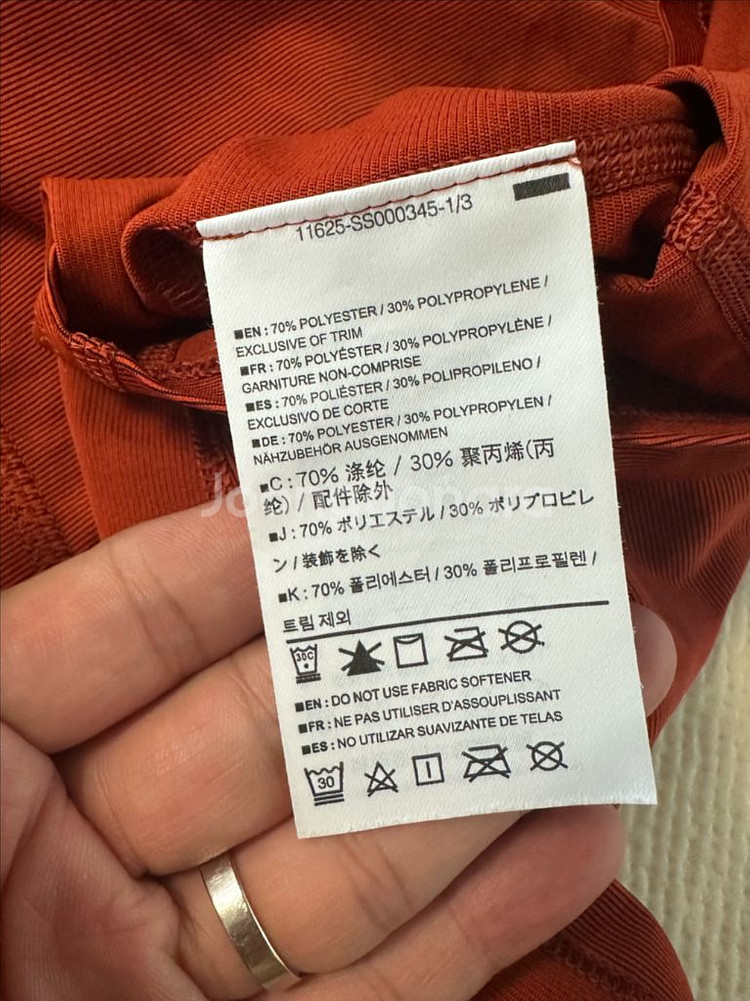 11625-SS000345-1/3
■EN : 70% POLYESTER / 30% POLYPROPYLENE /
EXCLUSIVE OF TRIM
■FR : 70% POLYÉSTER / 30% POLYPROPYLÈNE /
GARNITURE NON-COMPRISE
■ES : 70% POLIÉSTER / 30% POLIPROPILENO /
EXCLUSIVO DE CORTE
■DE : 70% POLYESTER / 30% POLYPROPYLEN /
NÄHZUBEHÖR AUSGENOMMEN
■C : 70% 涤纶 / 30% 聚丙烯(丙
纶) / 配件除外
■J : 70% ポリエステル / 30% ポリプロピレ
ン / 装飾を除く
■K : 70% 폴리에스터 / 30% 폴리프로필렌 /
트림 제외
30C
■EN : DO NOT USE FABRIC SOFTENER
■FR : NE PAS UTILISER D'ASSOUPLISSANT
■ES : NO UTILIZAR SUAVIZANTE DE TELAS
30